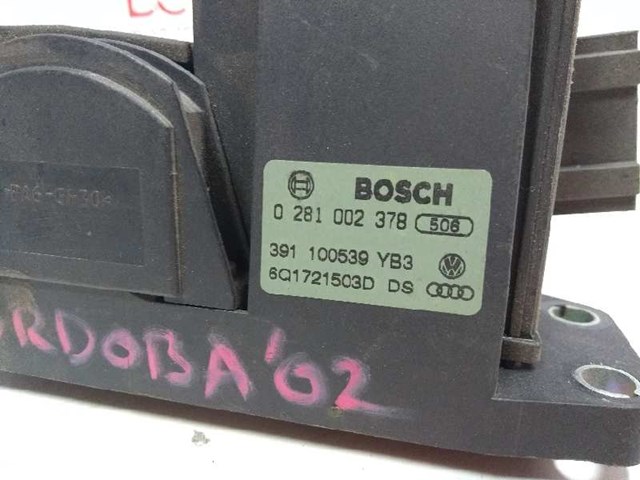 BOSCH
0 281 002 378 506
391 100539 YB3
6Q1721503D DS
RDOBA'02